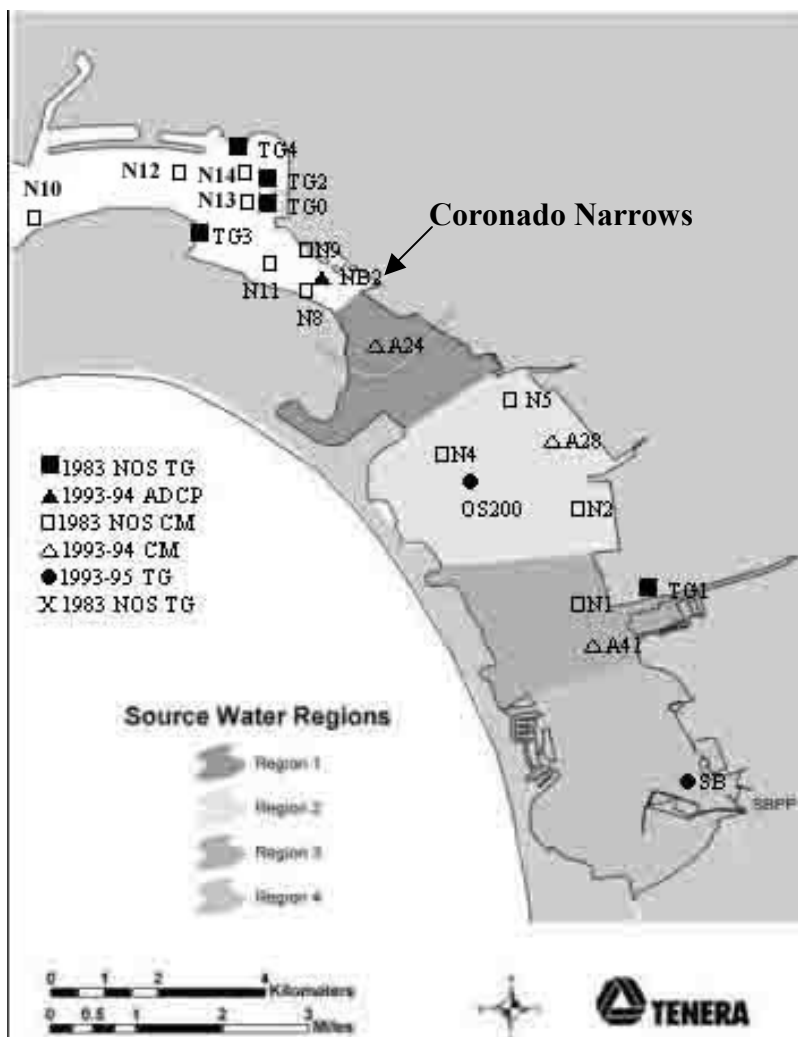 TG4
N12
N14
TG2
N10
N13
TG0
Coronado Narrows
TG3
N9
NB2
N11
N8
A24
N5
A28
N4
OS200
N2
1983 NOS TG
1993-94 ADCP
1983 NOS CM
1993-94 CM
1993-95 TG
X 1983 NOS TG
TG1
N1
A41
Source Water Regions
Region 1
Region 2
Region 3
Region 4
SB
SBPP
0 1 2 4
Kilometers
0 0.5 1 2 3
Miles
TENERA